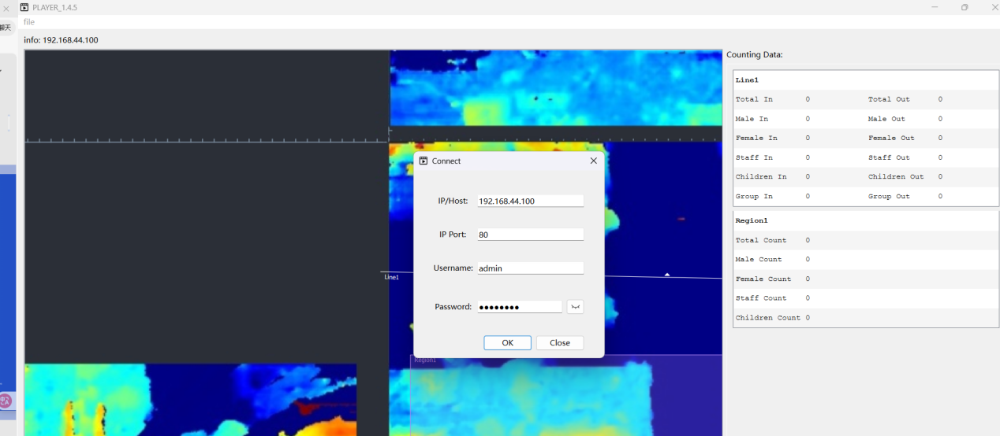 PLAYER_1.4.5
聊天
file
info: 192.168.44.100
Counting Data:
Line1
Total In 0 Total Out 0
Male In 0 Male Out 0
Female In 0 Female Out 0
Staff In 0 Staff Out 0
Children In 0 Children Out 0
Group In 0 Group Out 0
Region1
Total Count 0
Male Count 0
Female Count 0
Staff Count 0
Children Count 0
Connect
IP/Host: 192.168.44.100
IP Port: 80
Username: admin
Password: ●●●●●●●●
OK Close
Line1
Region1